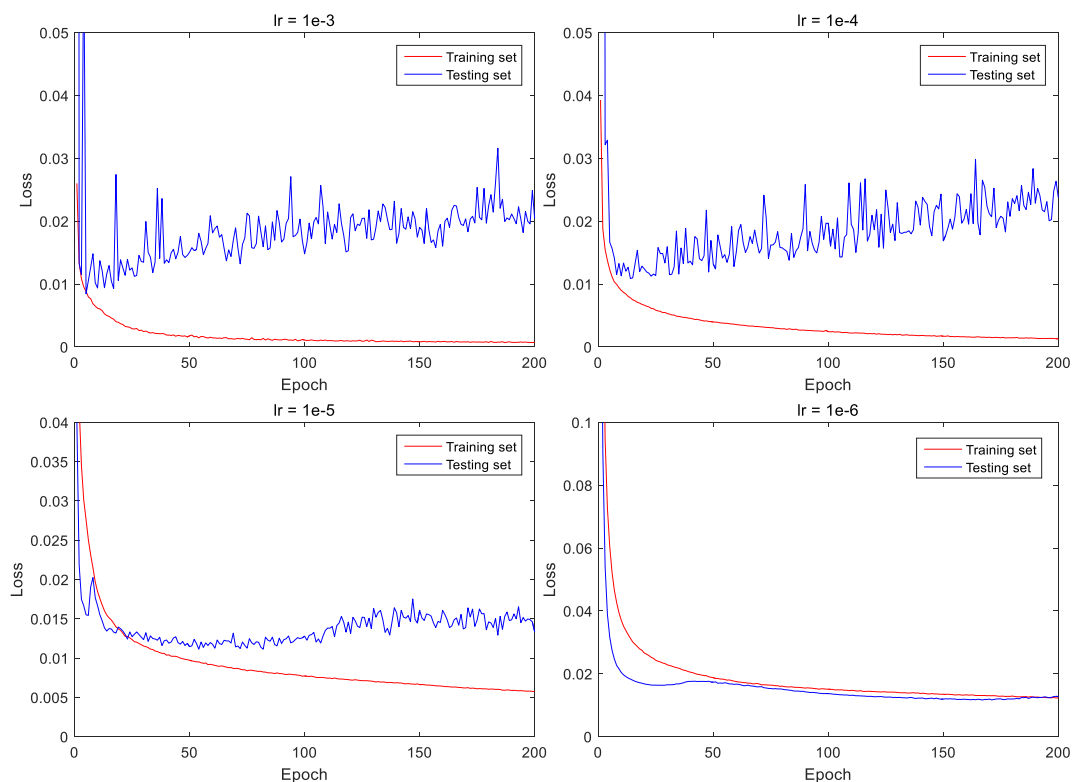 lr = 1e-3
0.05
0.04
0.03
0.02
0.01
0
Loss
Training set
Testing set
0 50 100 150 200
Epoch
lr = 1e-4
0.05
0.04
0.03
0.02
0.01
0
Loss
Training set
Testing set
0 50 100 150 200
Epoch
lr = 1e-5
0.04
0.035
0.03
0.025
0.02
0.015
0.01
0.005
0
Loss
Training set
Testing set
0 50 100 150 200
Epoch
lr = 1e-6
0.1
0.08
0.06
0.04
0.02
0
Loss
Training set
Testing set
0 50 100 150 200
Epoch